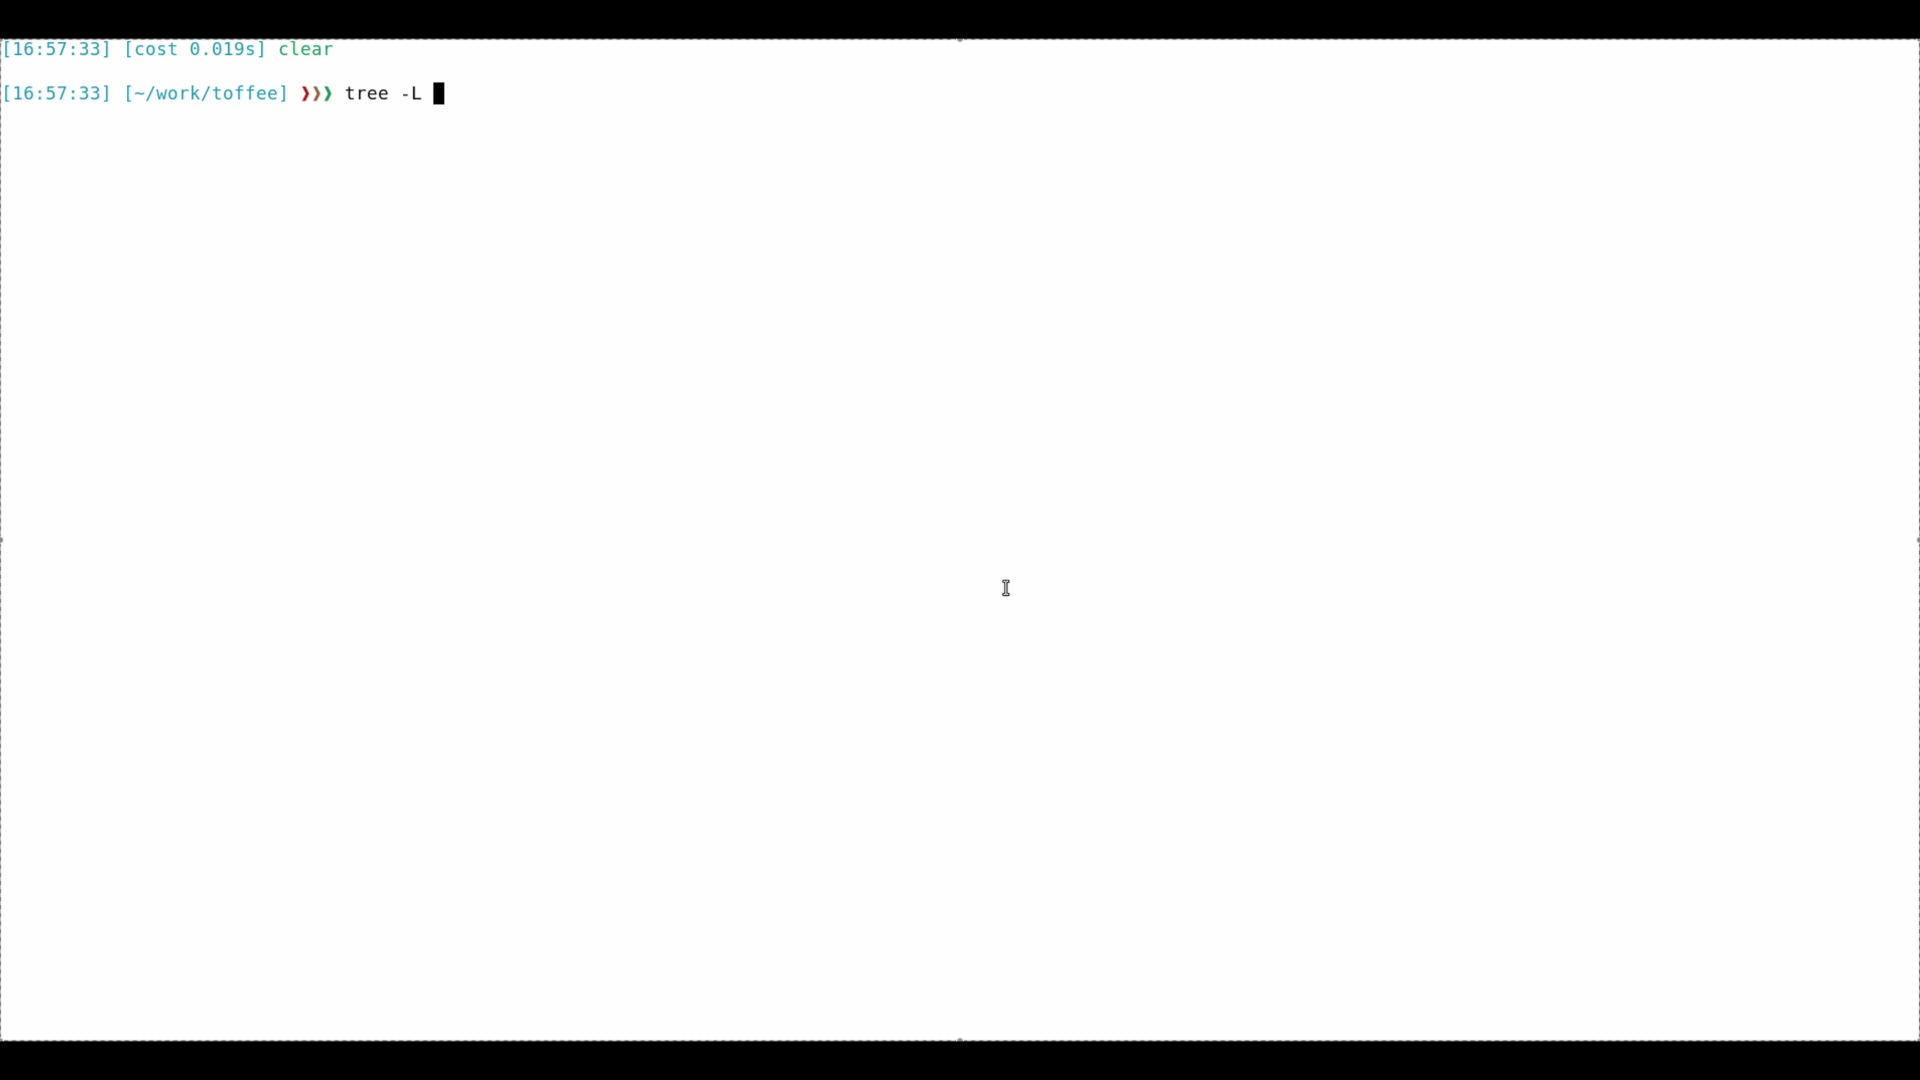 [16:57:33] [cost 0.019s] clear
[16:57:33] [~/work/toffee] ❯❯❯ tree -L